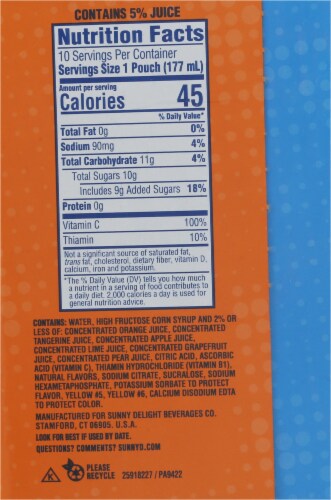 CONTAINS 5% JUICE
Nutrition Facts
10 Servings Per Container
Servings Size 1 Pouch (177 mL)
Amount per serving
Calories 45
% Daily Value*
Total Fat 0g 0%
Sodium 90mg 4%
Total Carbohydrate 11g 4%
Total Sugars 10g
Includes 9g Added Sugars 18%
Protein 0g
Vitamin C 100%
Thiamin 10%
Not a significant source of saturated fat,
trans fat, cholesterol, dietary fiber, vitamin D,
calcium, iron and potassium.
*The % Daily Value (DV) tells you how much
a nutrient in a serving of food contributes to
a daily diet. 2,000 calories a day is used for
general nutrition advice.
CONTAINS: WATER, HIGH FRUCTOSE CORN SYRUP AND 2% OR
LESS OF: CONCENTRATED ORANGE JUICE, CONCENTRATED
TANGERINE JUICE, CONCENTRATED APPLE JUICE,
CONCENTRATED LIME JUICE, CONCENTRATED GRAPEFRUIT
JUICE, CONCENTRATED PEAR JUICE, CITRIC ACID, ASCORBIC
ACID (VITAMIN C), THIAMIN HYDROCHLORIDE (VITAMIN B1),
NATURAL FLAVORS, SODIUM CITRATE, SUCRALOSE, SODIUM
HEXAMETAPHOSPHATE, POTASSIUM SORBATE TO PROTECT
FLAVOR, YELLOW #5, YELLOW #6, CALCIUM DISODIUM EDTA
TO PROTECT COLOR.
MANUFACTURED FOR SUNNY DELIGHT BEVERAGES CO.
STAMFORD, CT 06905. U.S.A.
LOOK FOR BEST IF USED BY DATE.
QUESTIONS? COMMENTS? SUNNYD.COM
PLEASE
RECYCLE 25918227 / PA9422